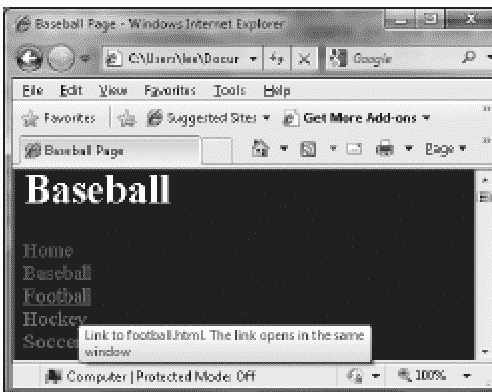 Baseball Page - Windows Internet Explorer
Google
File Edit View Favorites Tools Help
Favorites Suggested Sites Get More Add-ons
Baseball Page Page
Baseball
Home
Baseball
Football
Hockey
Soccer
Link to football.html. The link opens in the same
window
Computer | Protected Mode: Off 100%